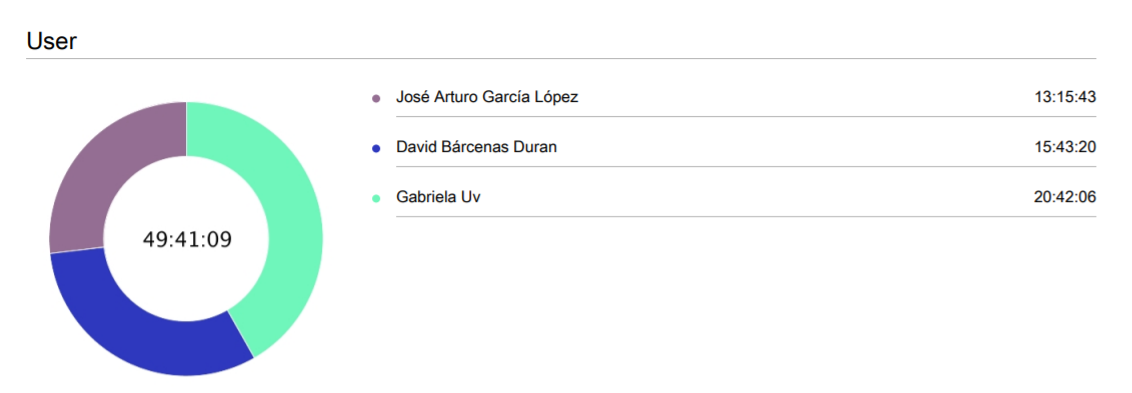 User
José Arturo García López 13:15:43
David Bárcenas Duran 15:43:20
Gabriela Uv 20:42:06
49:41:09